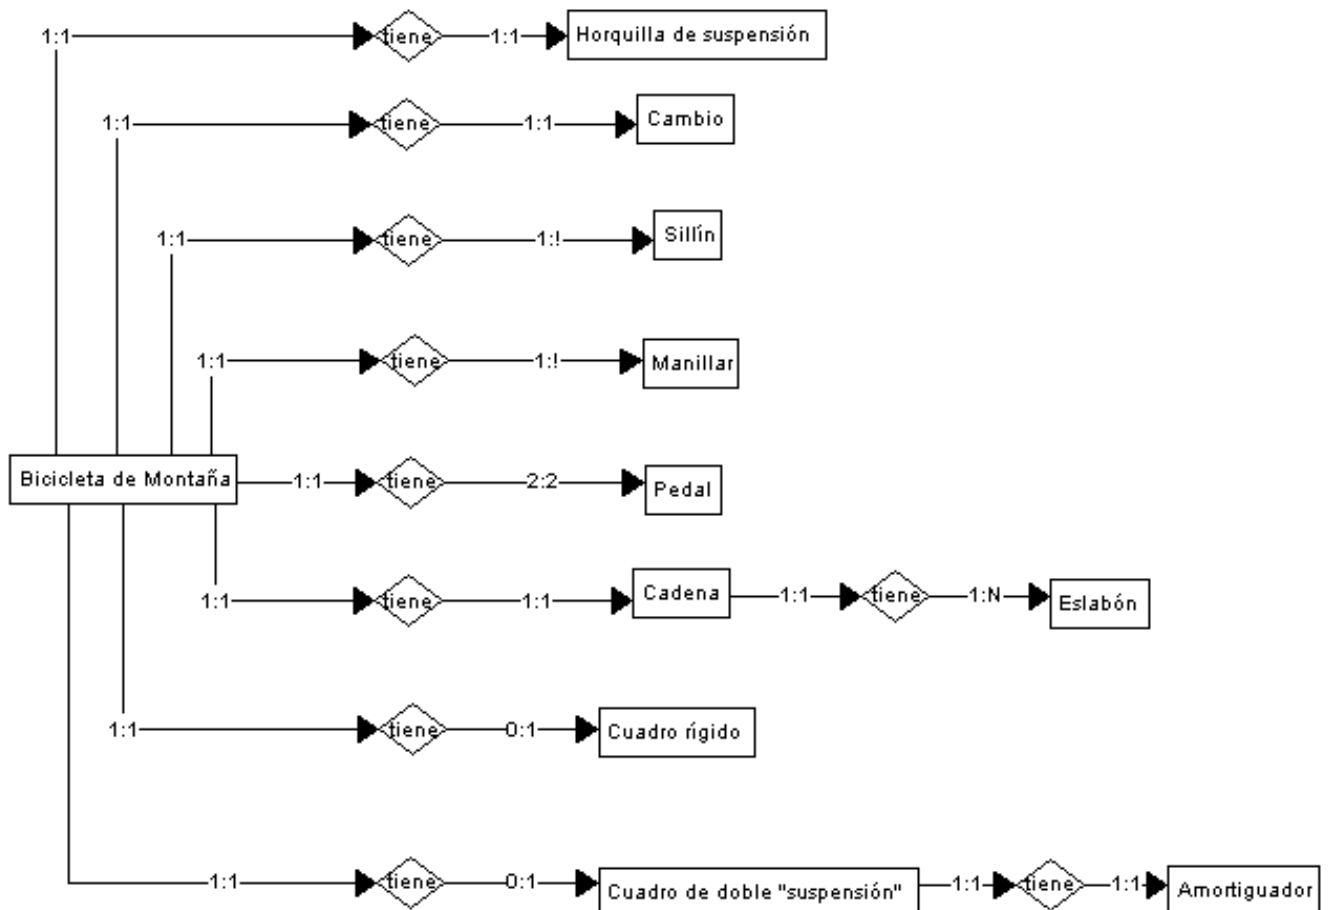 1:1 tiene 1:1 Horquilla de suspensión
1:1 tiene 1:1 Cambio
1:1 tiene 1:! Sillín
1:1 tiene 1:! Manillar
Bicicleta de Montaña 1:1 tiene 2:2 Pedal
1:1 tiene 1:1 Cadena 1:1 tiene 1:N Eslabón
1:1 tiene 0:1 Cuadro rígido
1:1 tiene 0:1 Cuadro de doble "suspensión" 1:1 tiene 1:1 Amortiguador